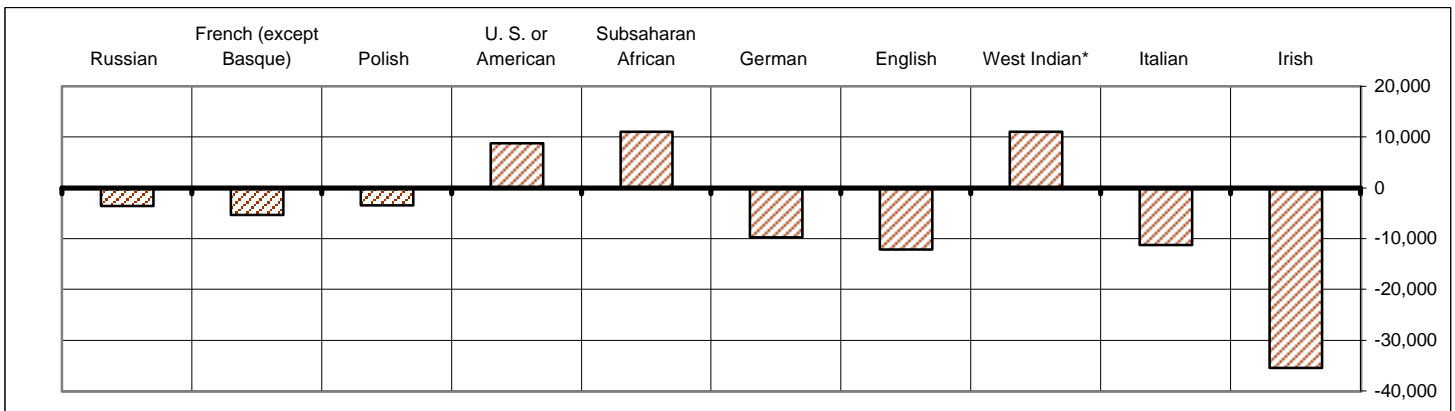 Russian
French (except
Basque)
Polish
U. S. or
American
Subsaharan
African
German
English
West Indian*
Italian
Irish
20,000
10,000
0
-10,000
-20,000
-30,000
-40,000